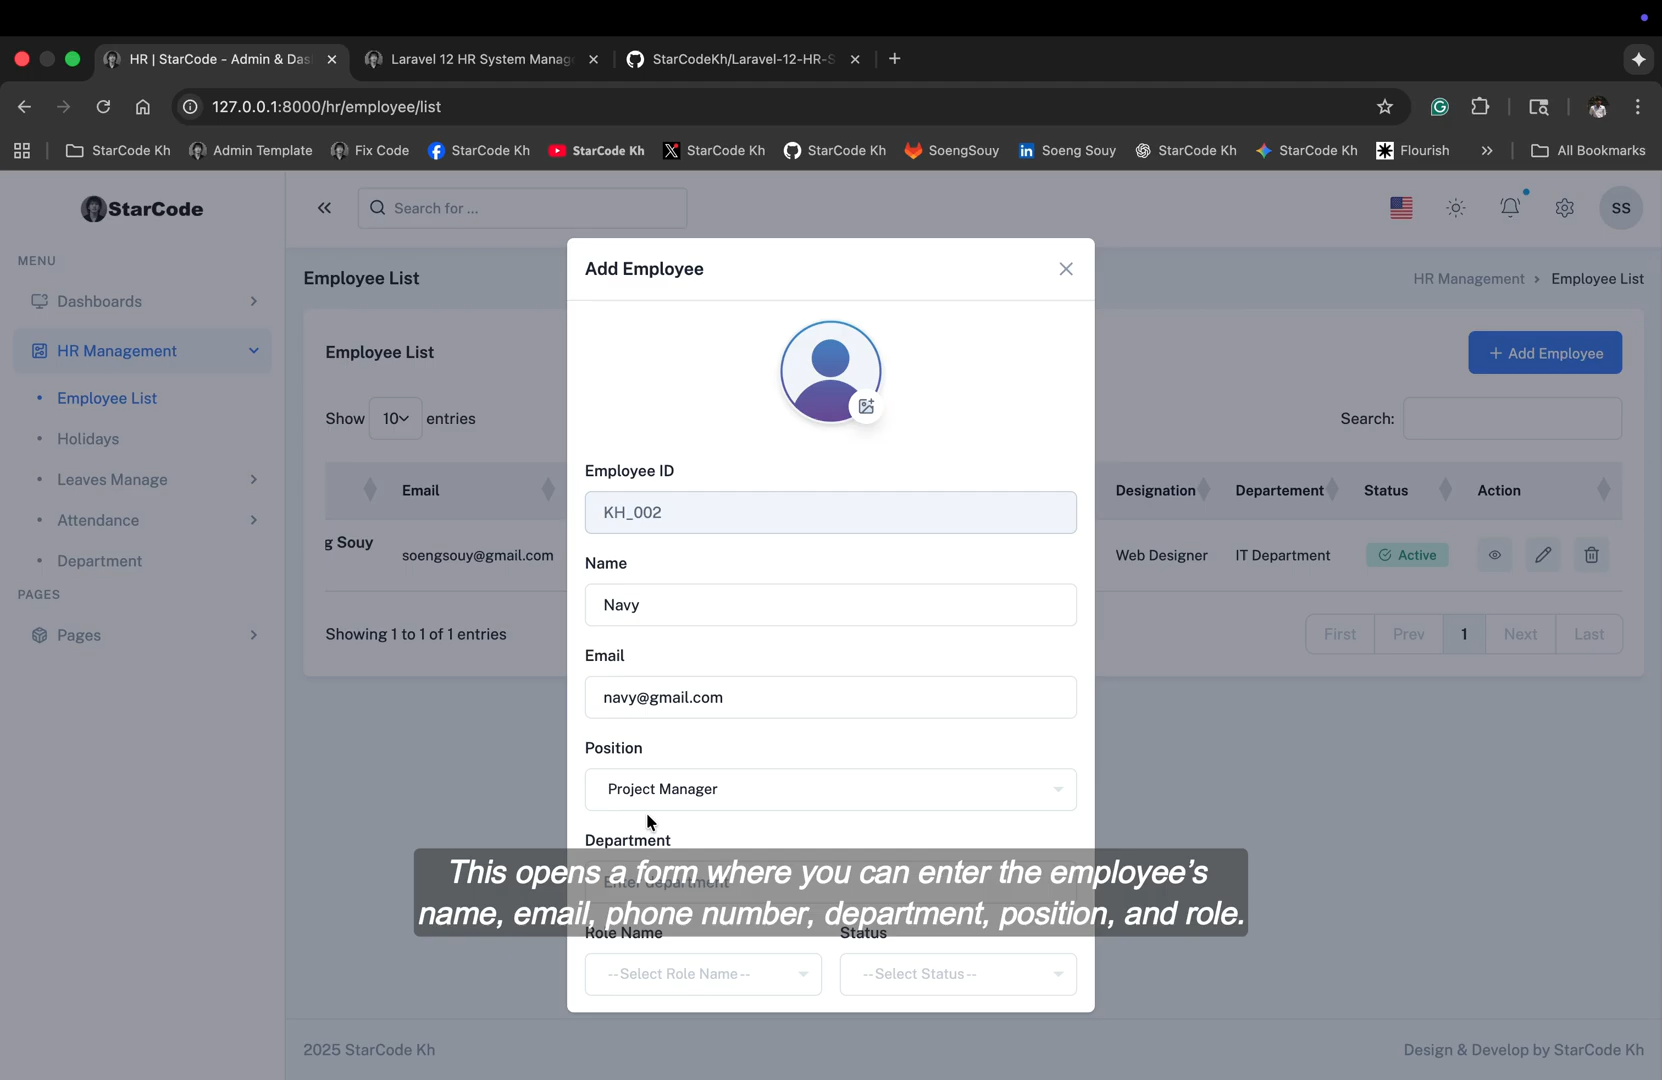 HR | StarCode - Admin & Das
Laravel 12 HR System Manag
StarCodeKh/Laravel-12-HR-S
127.0.0.1:8000/hr/employee/list
StarCode Kh
Admin Template
Fix Code
StarCode Kh
StarCode Kh
StarCode Kh
StarCode Kh
SoengSouy
Soeng Souy
StarCode Kh
StarCode Kh
Flourish
All Bookmarks
StarCode
Search for ...
SS
MENU
Dashboards
HR Management
Employee List
Holidays
Leaves Manage
Attendance
Department
PAGES
Pages
Employee List
HR Management
Employee List
Employee List
+ Add Employee
Show 10 entries
Search:
Email
Designation
Departement
Status
Action
g Souy
soengsouy@gmail.com
Web Designer
IT Department
Active
Showing 1 to 1 of 1 entries
First
Prev
1
Next
Last
Add Employee
Employee ID
KH_002
Name
Navy
Email
navy@gmail.com
Position
Project Manager
Department
Enter department
This opens a form where you can enter the employee’s
name, email, phone number, department, position, and role.
Role Name
Status
--Select Role Name--
--Select Status--
2025 StarCode Kh
Design & Develop by StarCode Kh